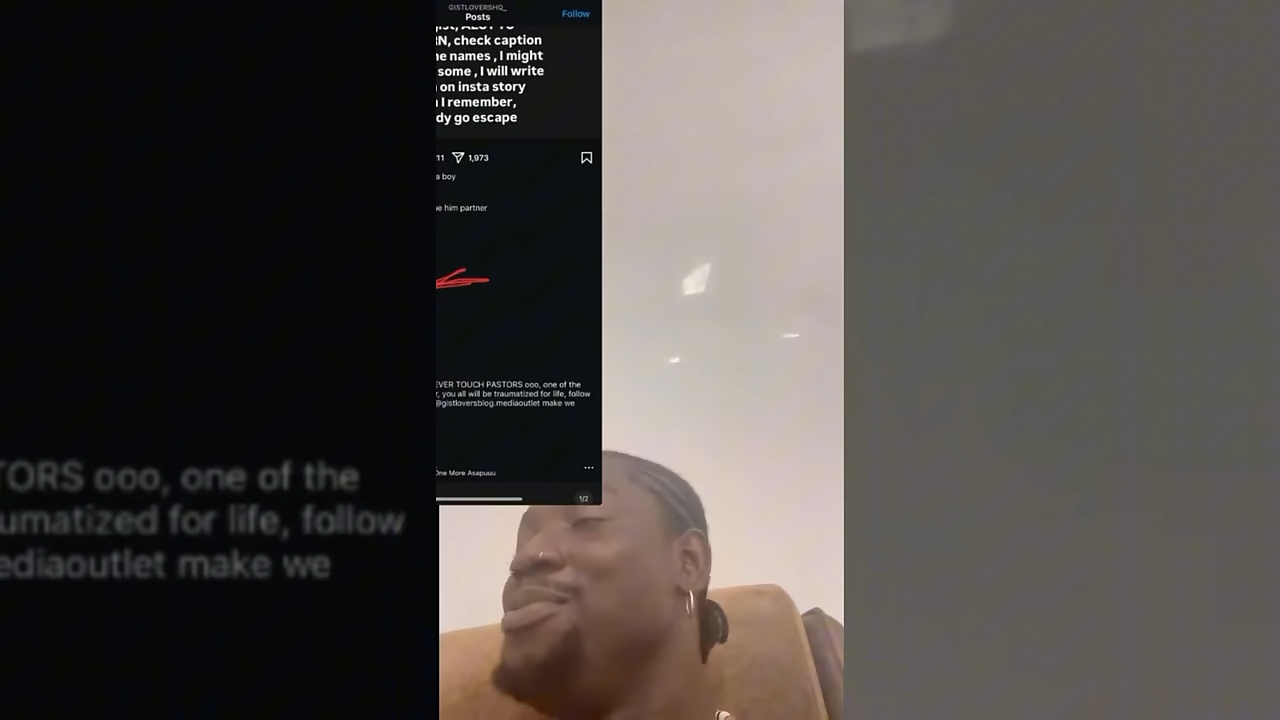 GISTLOVERSHQ_
Posts
Follow
N, check caption
e names , I might
some , I will write
on insta story
I remember,
dy go escape
11 1,973
a boy
e him partner
EVER TOUCH PASTORS ooo, one of the
r, you all will be traumatized for life, follow
@gistloversblog.mediaoutlet make we
One More Asapuuu
1/2
TORS ooo, one of the
umatized for life, follow
ediaoutlet make we